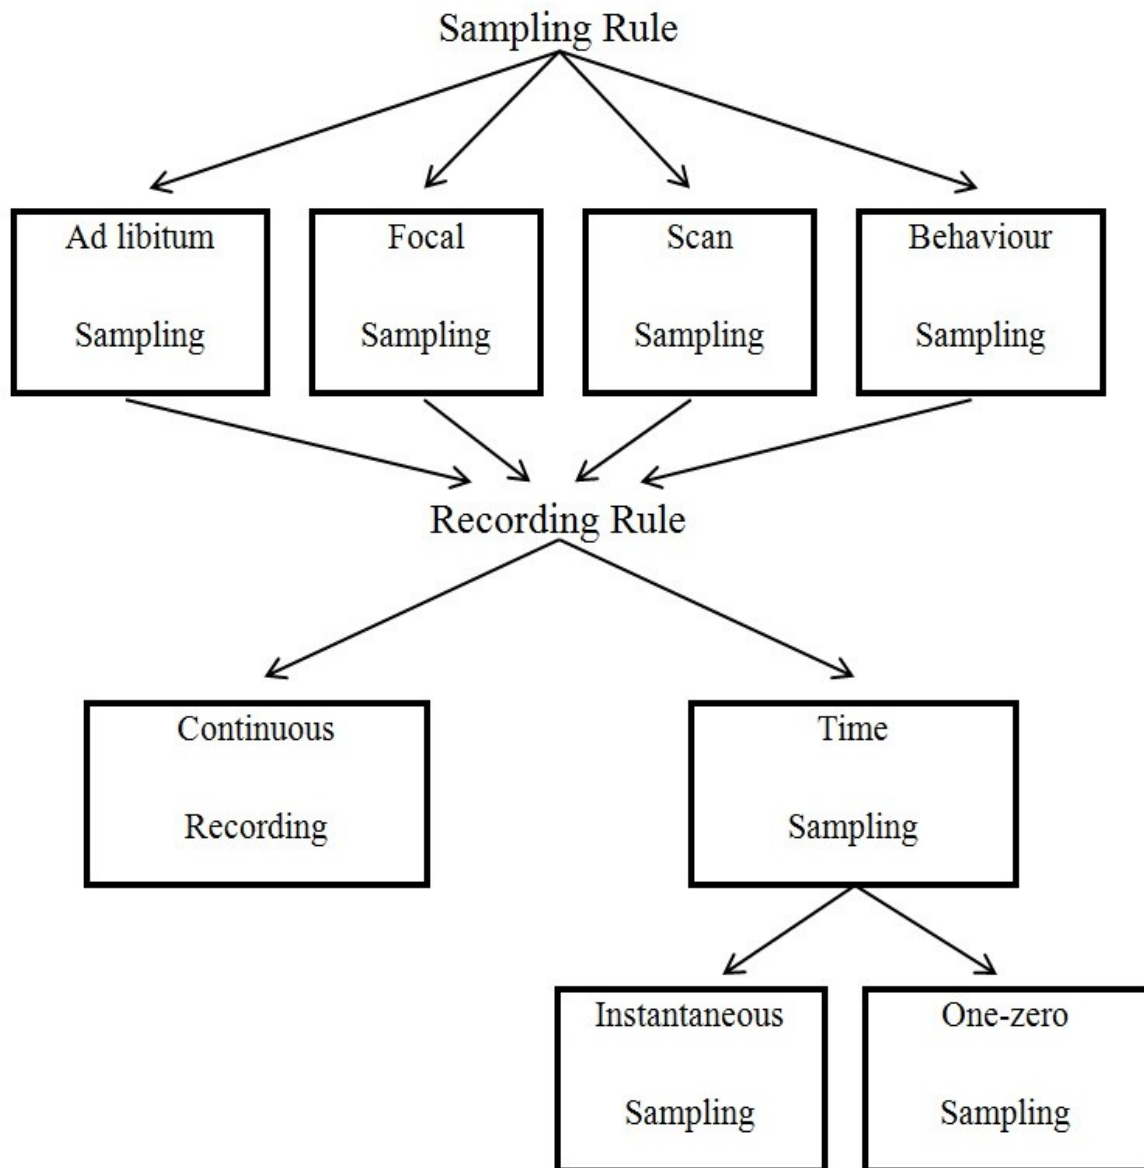 Sampling Rule
Ad libitum
Sampling
Focal
Sampling
Scan
Sampling
Behaviour
Sampling
Recording Rule
Continuous
Recording
Time
Sampling
Instantaneous
Sampling
One-zero
Sampling